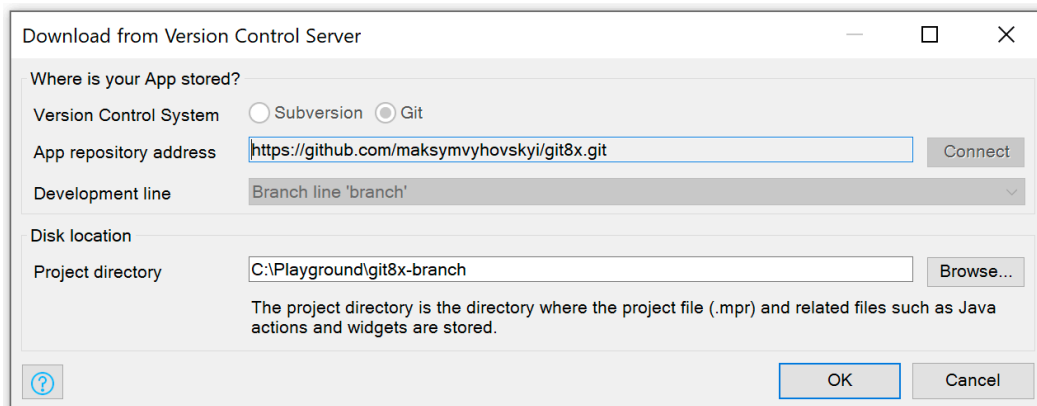 Download from Version Control Server
Where is your App stored?
Version Control System
Subversion Git
App repository address
https://github.com/maksymvyhovskyi/git8x.git
Connect
Development line
Branch line 'branch'
Disk location
Project directory
C:\Playground\git8x-branch
Browse...
The project directory is the directory where the project file (.mpr) and related files such as Java
actions and widgets are stored.
?
OK
Cancel